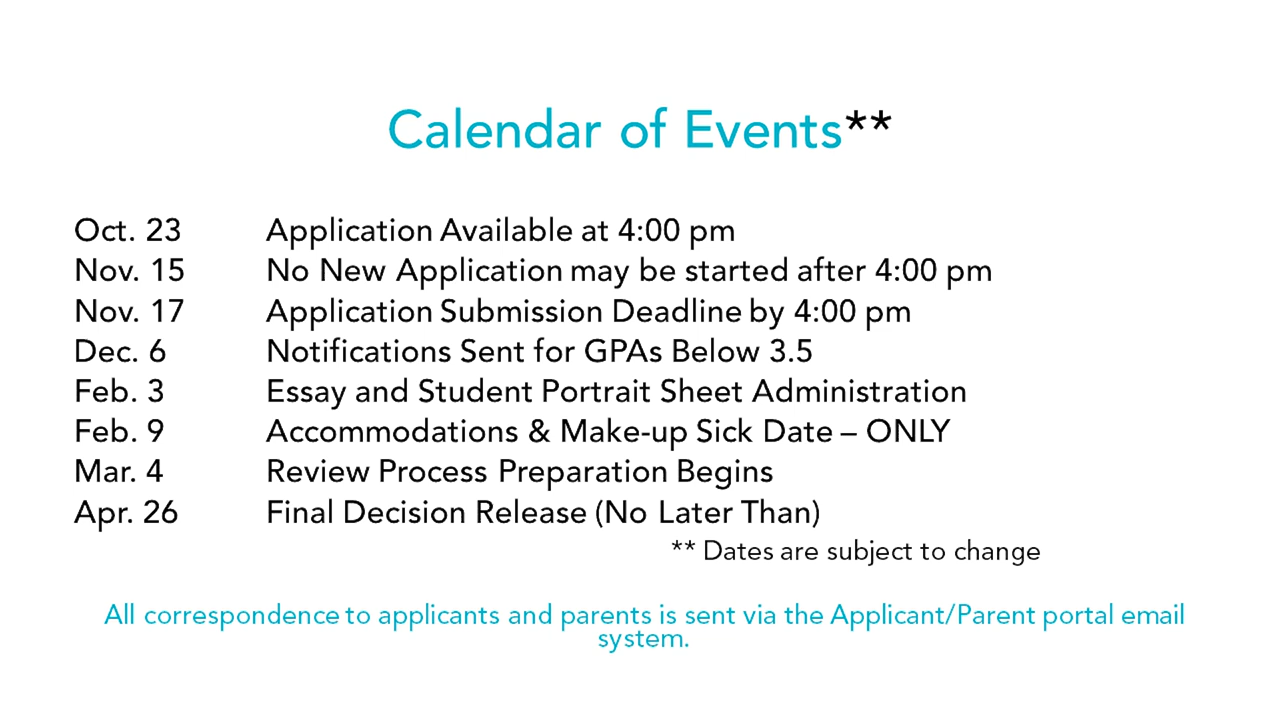 Calendar of Events**
Oct. 23 Application Available at 4:00 pm
Nov. 15 No New Application may be started after 4:00 pm
Nov. 17 Application Submission Deadline by 4:00 pm
Dec. 6 Notifications Sent for GPAs Below 3.5
Feb. 3 Essay and Student Portrait Sheet Administration
Feb. 9 Accommodations & Make-up Sick Date – ONLY
Mar. 4 Review Process Preparation Begins
Apr. 26 Final Decision Release (No Later Than)
** Dates are subject to change
All correspondence to applicants and parents is sent via the Applicant/Parent portal email
system.